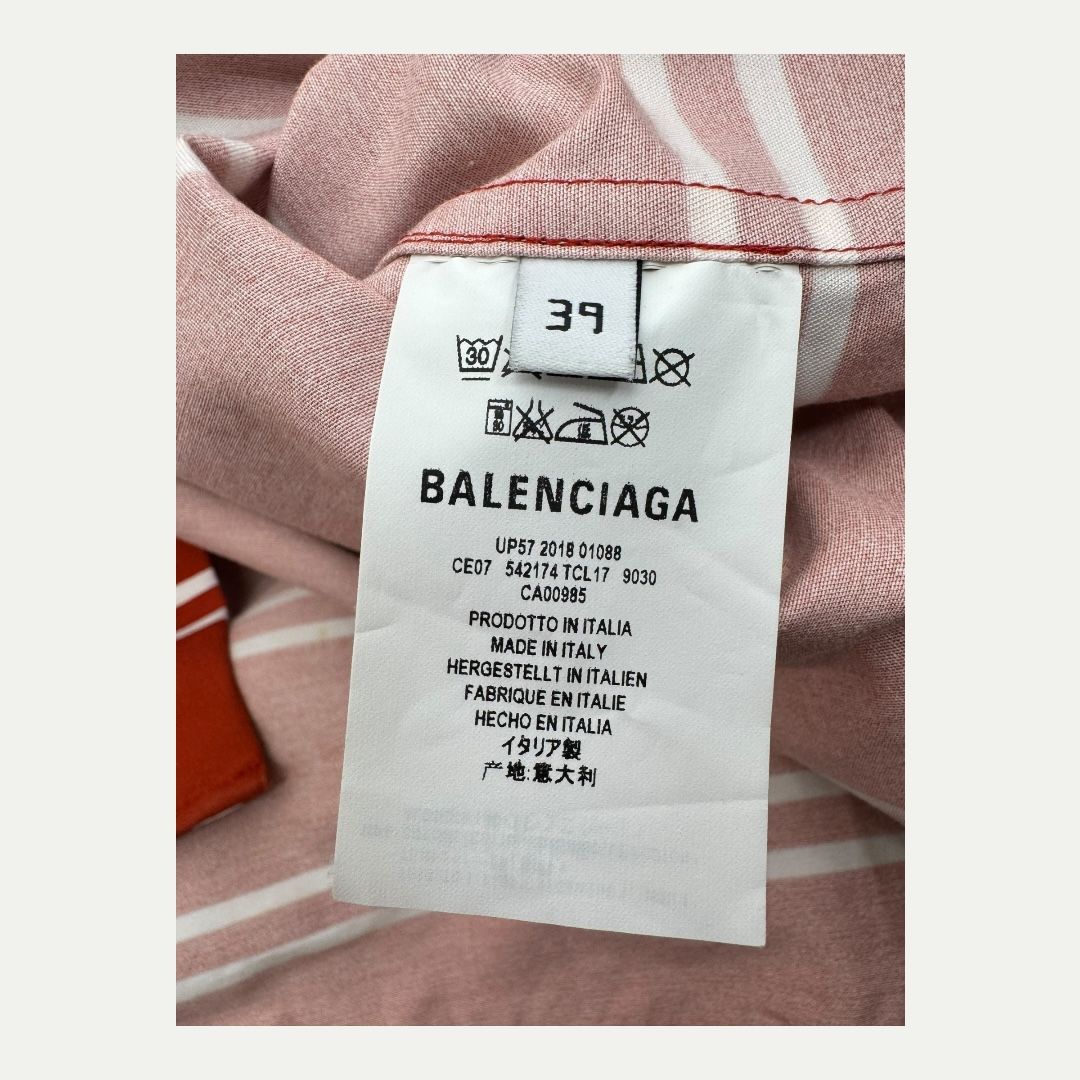 39
30
BALENCIAGA
UP57 2018 01088
CE07 542174 TCL17 9030
CA00985
PRODOTTO IN ITALIA
MADE IN ITALY
HERGESTELLT IN ITALIEN
FABRIQUE EN ITALIE
HECHO EN ITALIA
イタリア製
产地:意大利